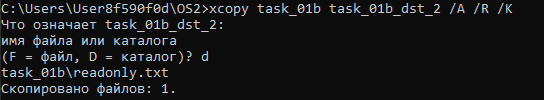 C:\Users\User8f590f0d\OS2>xcopy task_01b task_01b_dst_2 /A /R /K
Что означает task_01b_dst_2:
имя файла или каталога
(F = файл, D = каталог)? d
task_01b\readonly.txt
Скопировано файлов: 1.